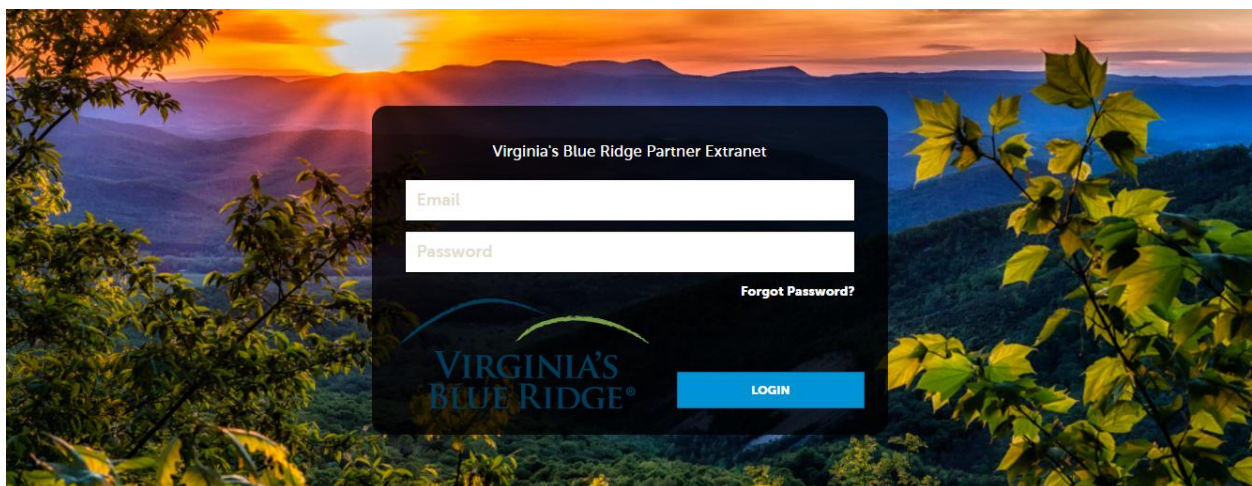 Virginia's Blue Ridge Partner Extranet
Email
Password
Forgot Password?
VIRGINIA'S
BLUE RIDGE®
LOGIN